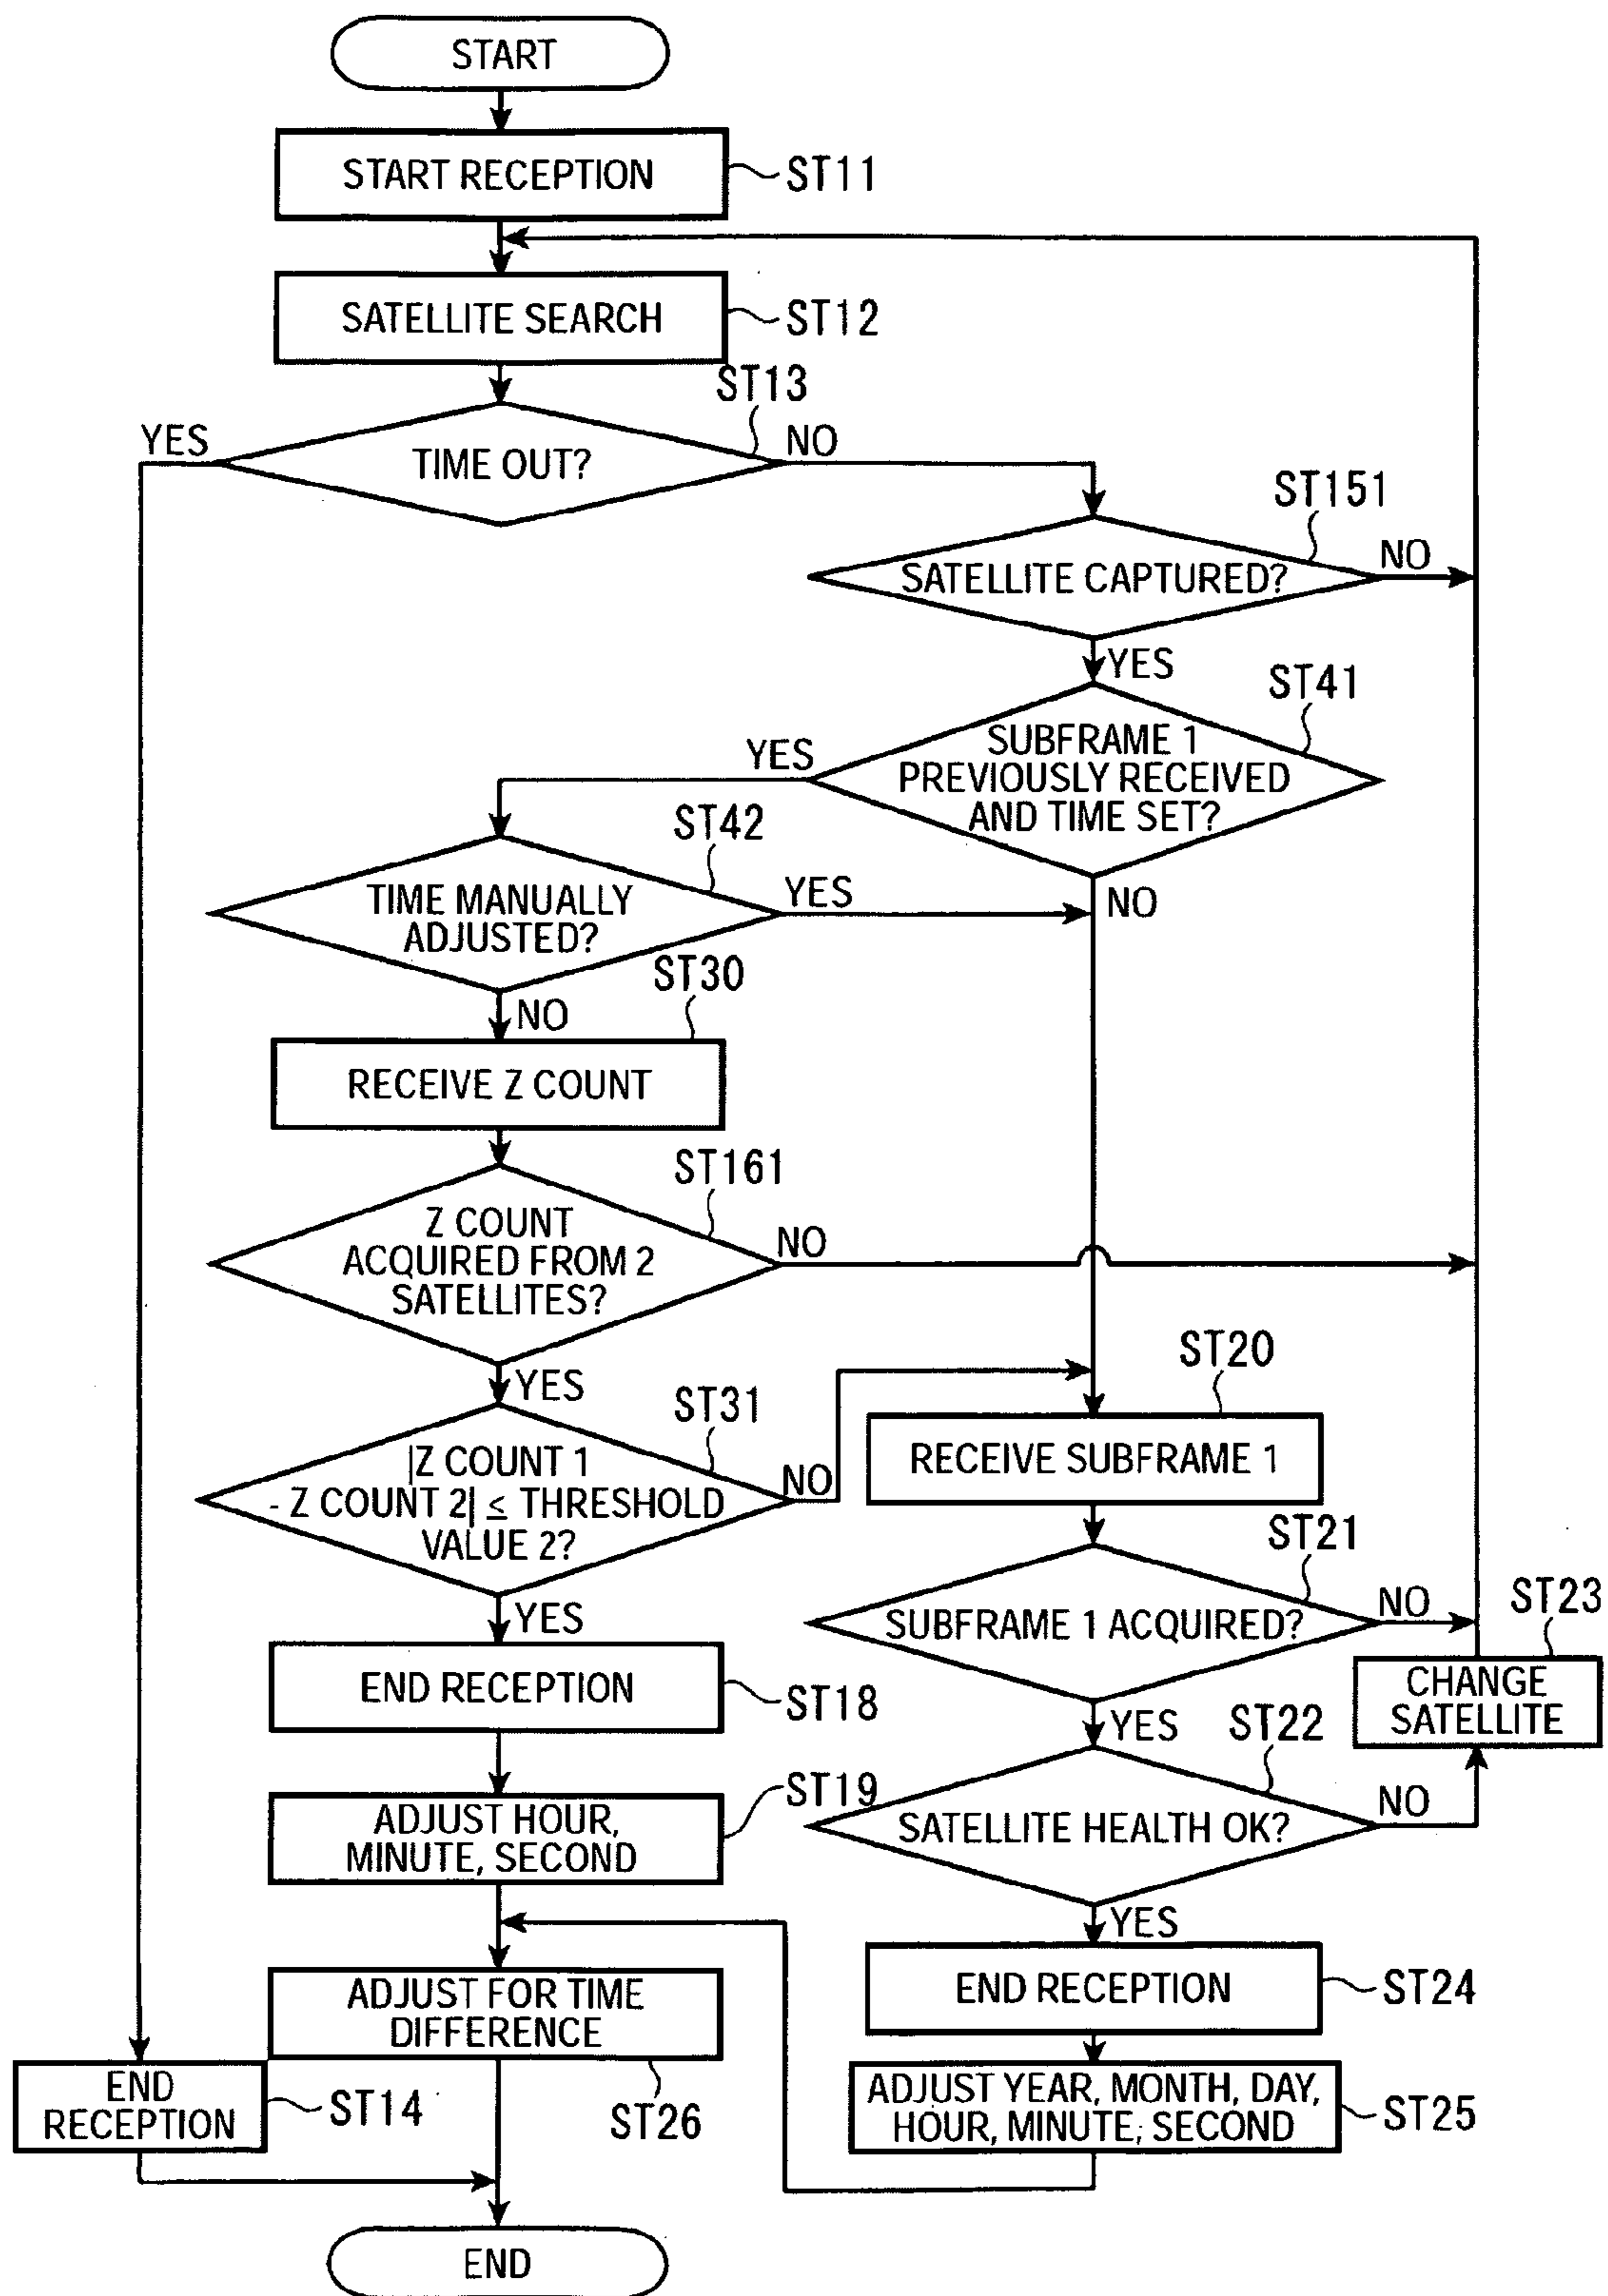 START
START RECEPTION
ST11
SATELLITE SEARCH
ST12
ST13
YES
TIME OUT?
NO
ST151
SATELLITE CAPTURED?
NO
YES
ST41
SUBFRAME 1
PREVIOUSLY RECEIVED
AND TIME SET?
YES
NO
ST42
TIME MANUALLY
ADJUSTED?
YES
NO
ST30
RECEIVE Z COUNT
ST161
Z COUNT
ACQUIRED FROM 2
SATELLITES?
NO
YES
ST31
|Z COUNT 1
- Z COUNT 2| ≤ THRESHOLD
VALUE 2?
NO
YES
ST20
RECEIVE SUBFRAME 1
ST21
SUBFRAME 1 ACQUIRED?
NO
YES
ST23
CHANGE
SATELLITE
END RECEPTION
ST18
ST22
SATELLITE HEALTH OK?
NO
YES
ADJUST HOUR,
MINUTE, SECOND
ST19
END RECEPTION
ST24
ADJUST FOR TIME
DIFFERENCE
ST26
ADJUST YEAR, MONTH, DAY,
HOUR, MINUTE, SECOND
ST25
END
RECEPTION
ST14
END